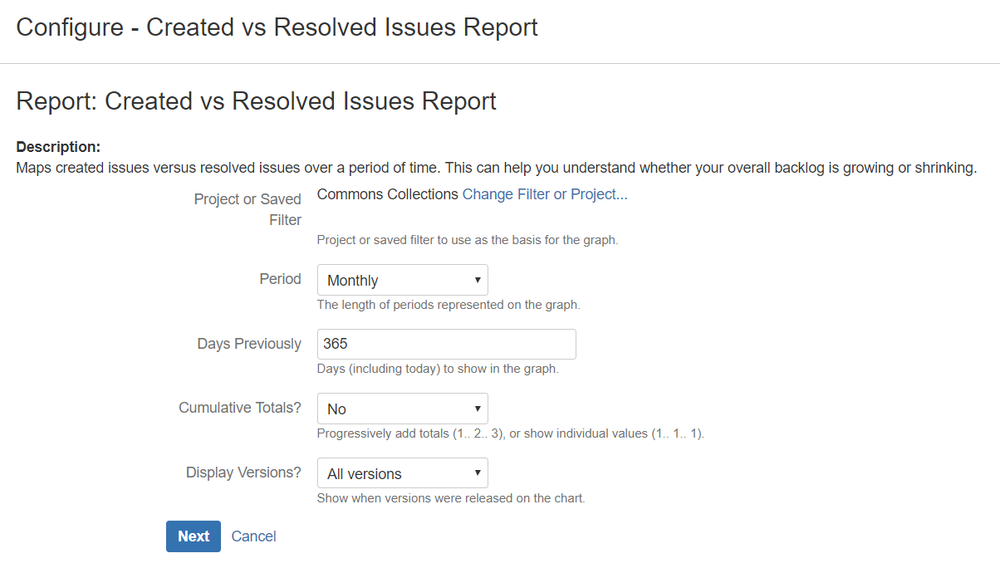 Configure - Created vs Resolved Issues Report
Report: Created vs Resolved Issues Report
Description:
Maps created issues versus resolved issues over a period of time. This can help you understand whether your overall backlog is growing or shrinking.
Project or Saved Filter
Commons Collections Change Filter or Project...
Project or saved filter to use as the basis for the graph.
Period
Monthly
The length of periods represented on the graph.
Days Previously
365
Days (including today) to show in the graph.
Cumulative Totals?
No
Progressively add totals (1.. 2.. 3), or show individual values (1.. 1.. 1).
Display Versions?
All versions
Show when versions were released on the chart.
Next Cancel